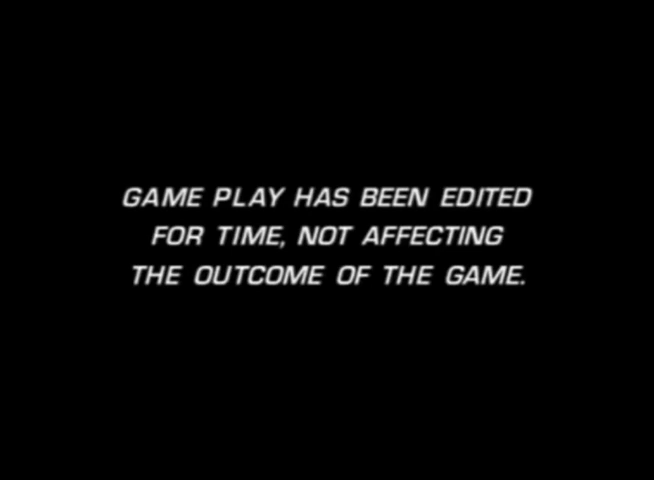 GAME PLAY HAS BEEN EDITED
FOR TIME, NOT AFFECTING
THE OUTCOME OF THE GAME.